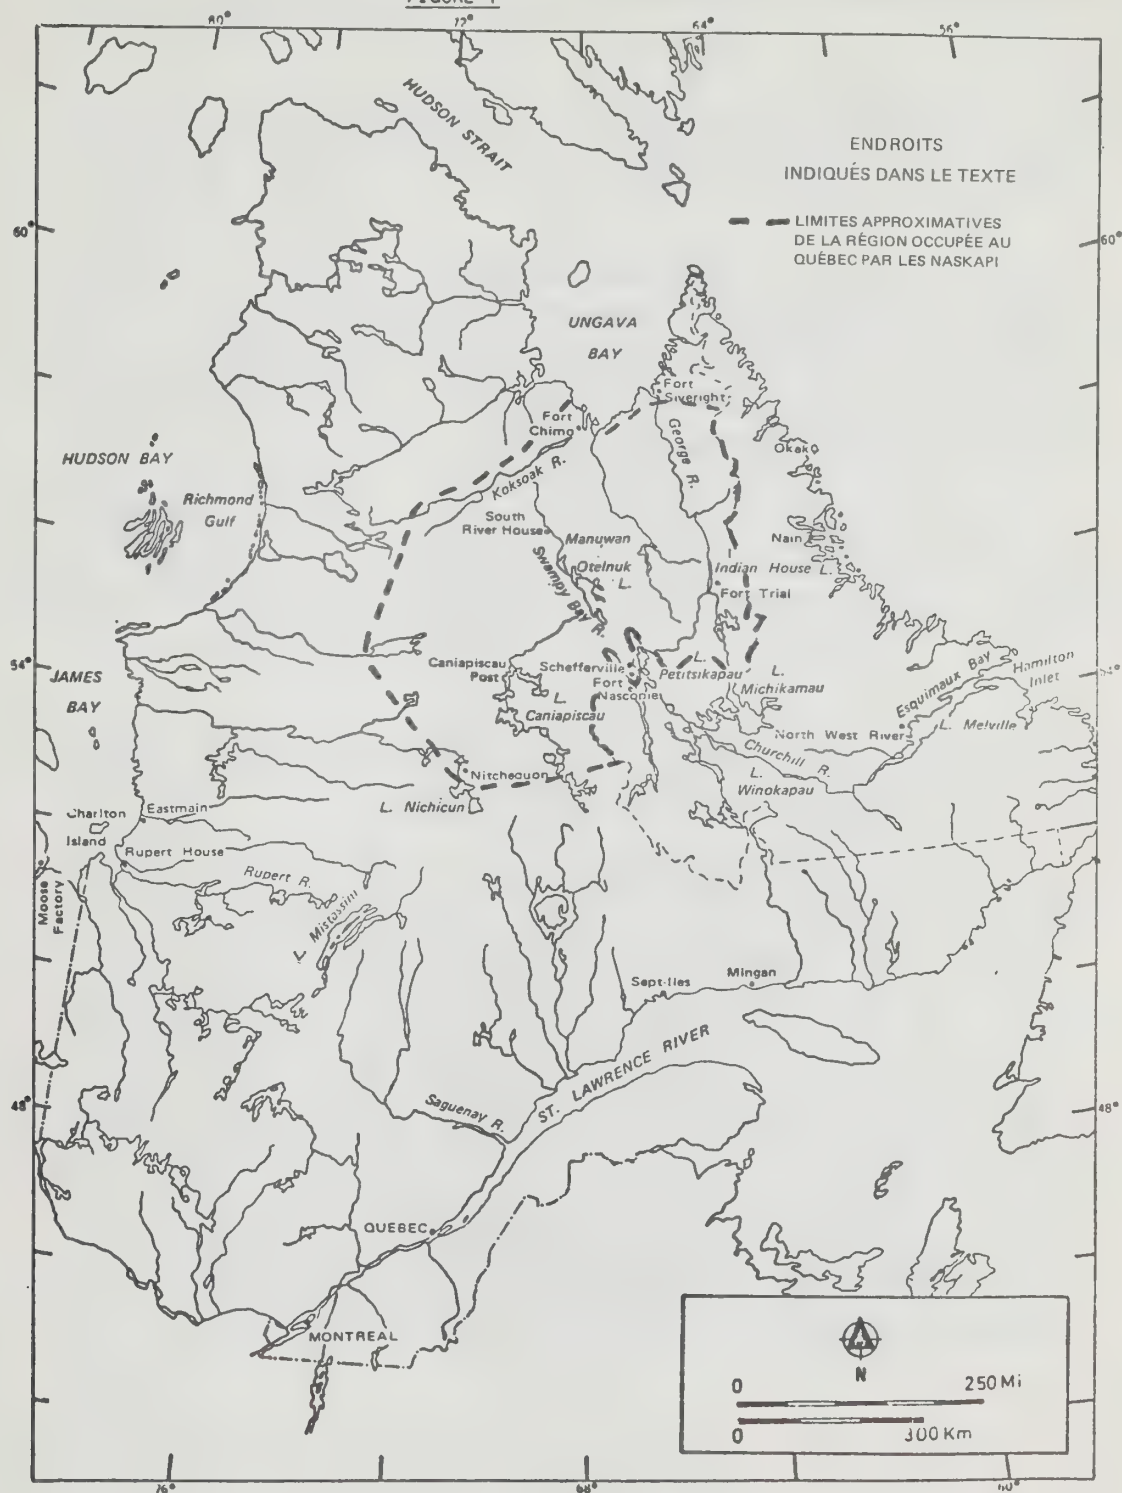 FIGURE 1
80°
72°
64°
56°
HUDSON STRAIT
ENDROITS
INDIQUÉS DANS LE TEXTE
LIMITES APPROXIMATIVES
DE LA RÉGION OCCUPÉE AU
QUÉBEC PAR LES NASKAPI
60°
60°
UNGAVA
BAY
Fort
Siveright
Fort
Chimo
George R.
Okak
HUDSON BAY
Koksoak R.
Richmond
Gulf
South
River House
Manuwan
Nain
Otelnuk
L.
Indian House L.
Swampy Bay R.
Fort Trial
54°
JAMES
BAY
Caniapiscau
Post
Schefferville
Fort
Nasconie
L.
Petitsikapau
L.
Michikamau
Esquimaux Bay
Hamilton
Inlet
54°
L.
Caniapiscau
North West River
L. Melville
Churchill R.
Nitchequon
L.
Winokapau
L. Nichicun
Charlton
Island
Eastmain
Rupert House
Rupert R.
Moose
Factory
L. Mistassini
Sept-Iles
Mingan
ST. LAWRENCE RIVER
48°
Saguenay R.
48°
QUEBEC
MONTREAL
N
0
250 Mi
0
300 Km
76°
68°
60°